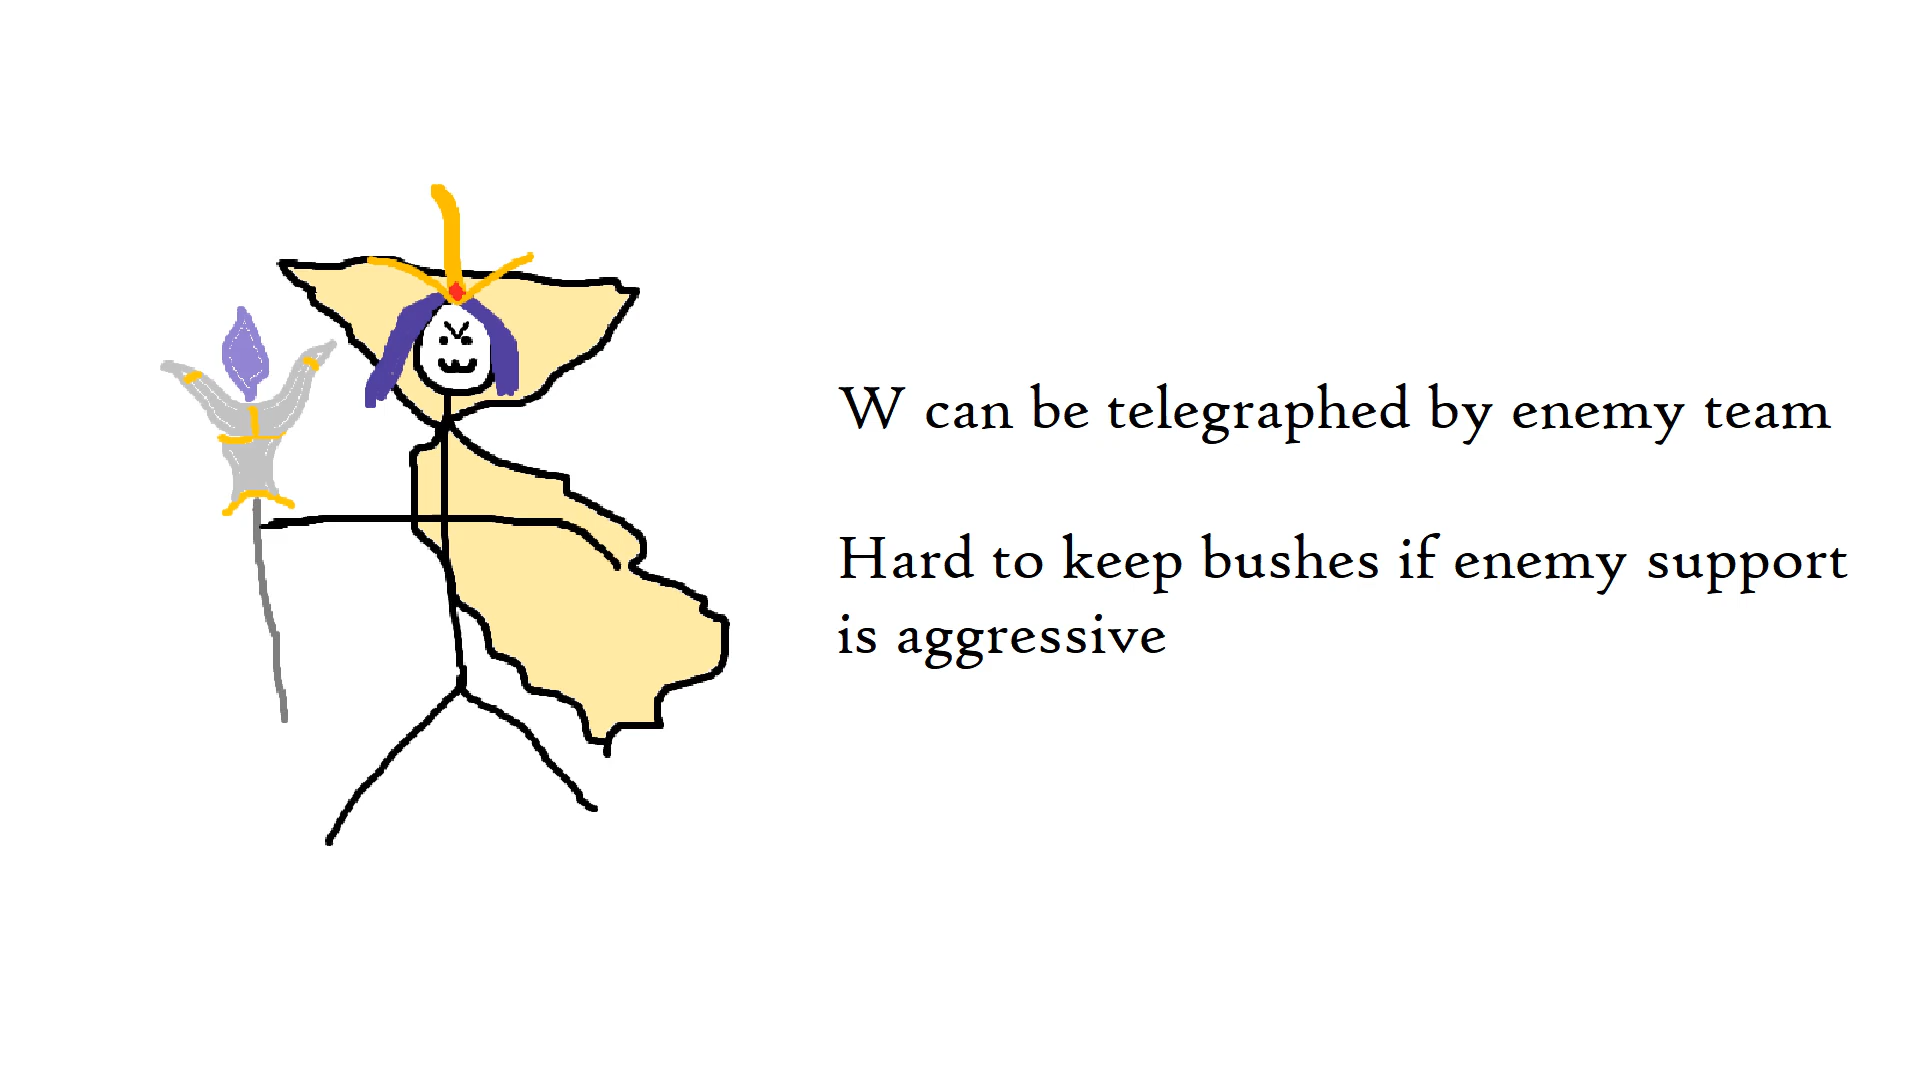 W can be telegraphed by enemy team
Hard to keep bushes if enemy support
is aggressive